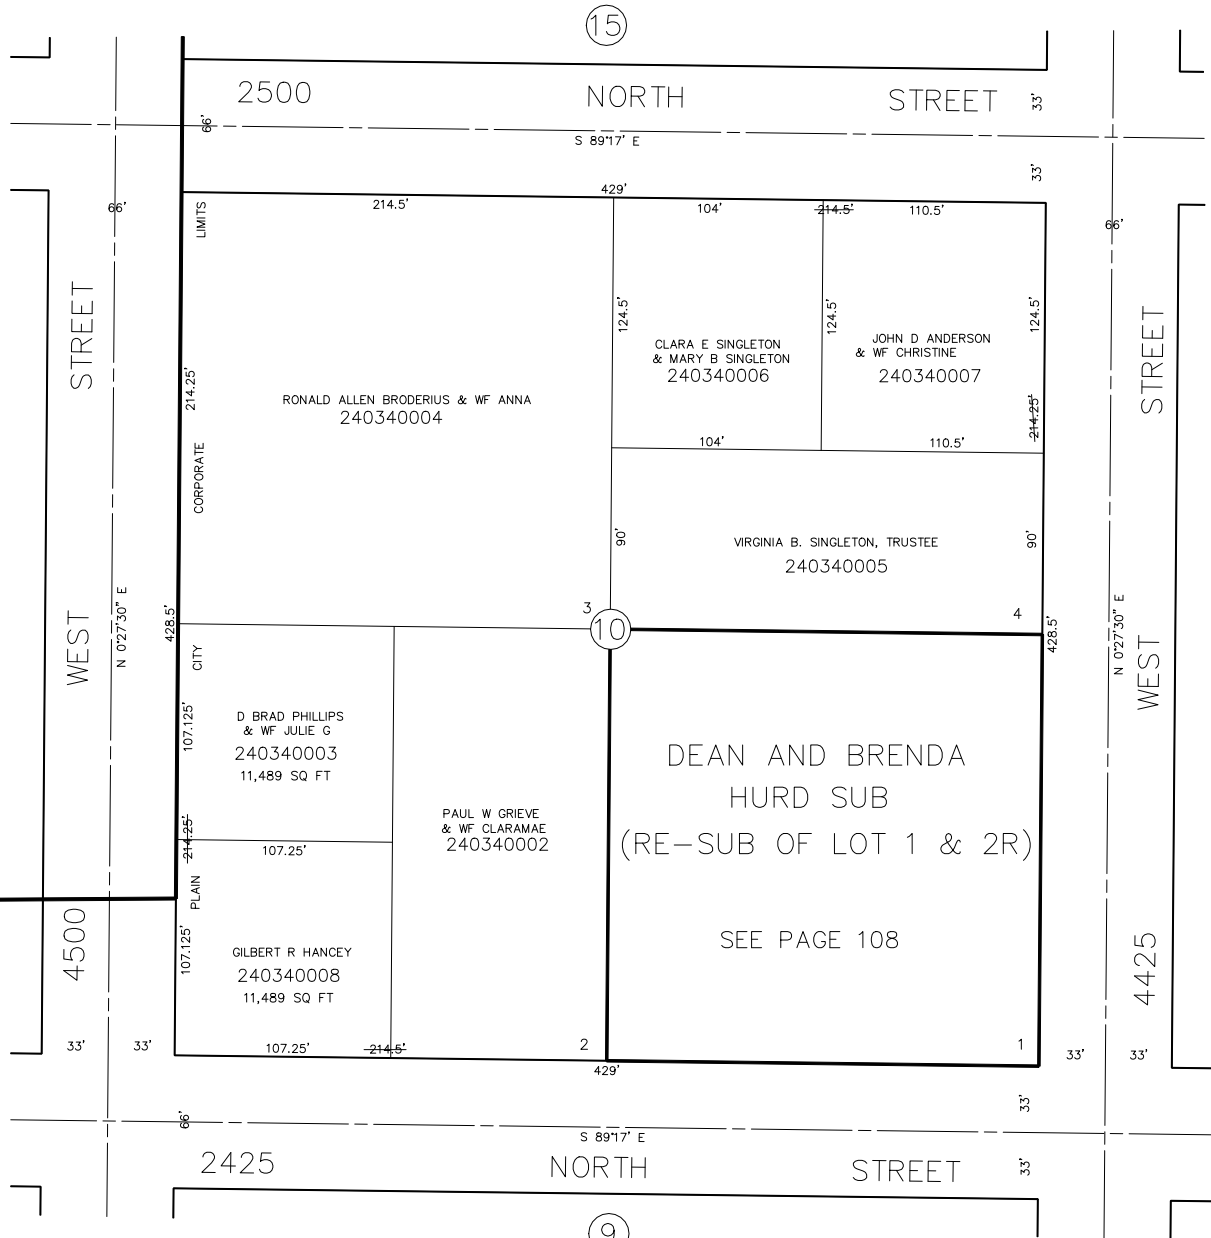 15
2500 NORTH STREET
33'
66'
S 89°17' E
33'
429'
66'
214.5'
104'
214.5'
110.5'
66'
LIMITS
STREET
124.5'
124.5'
124.5'
STREET
CLARA E SINGLETON
& MARY B SINGLETON
240340006
JOHN D ANDERSON
& WF CHRISTINE
240340007
214.25'
RONALD ALLEN BRODERIUS & WF ANNA
240340004
214.25'
104'
110.5'
CORPORATE
90'
90'
VIRGINIA B. SINGLETON, TRUSTEE
240340005
3
4
10
N 0°27'30" E
428.5'
428.5'
N 0°27'30" E
WEST
CITY
WEST
107.125'
D BRAD PHILLIPS
& WF JULIE G
240340003
11,489 SQ FT
DEAN AND BRENDA
HURD SUB
(RE-SUB OF LOT 1 & 2R)
SEE PAGE 108
PAUL W GRIEVE
& WF CLARAMAE
240340002
214.25'
107.25'
PLAIN
4500
107.125'
GILBERT R HANCEY
240340008
11,489 SQ FT
4425
33'
33'
107.25'
214.5'
2
1
33'
33'
429'
33'
66'
S 89°17' E
2425 NORTH STREET
33'
9